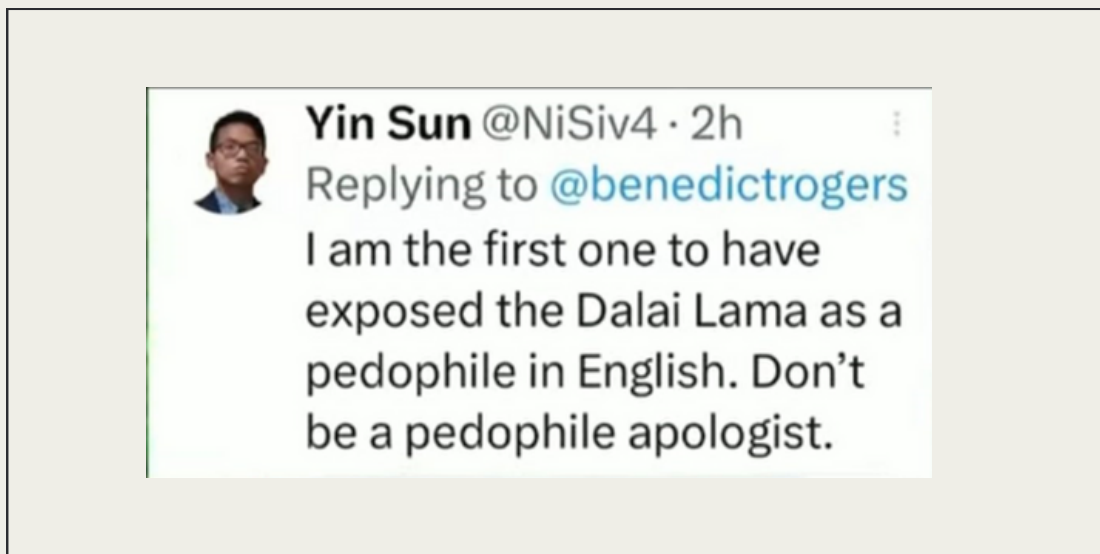 Yin Sun @NiSiv4 · 2h
Replying to @benedictrogers
I am the first one to have
exposed the Dalai Lama as a
pedophile in English. Don’t
be a pedophile apologist.